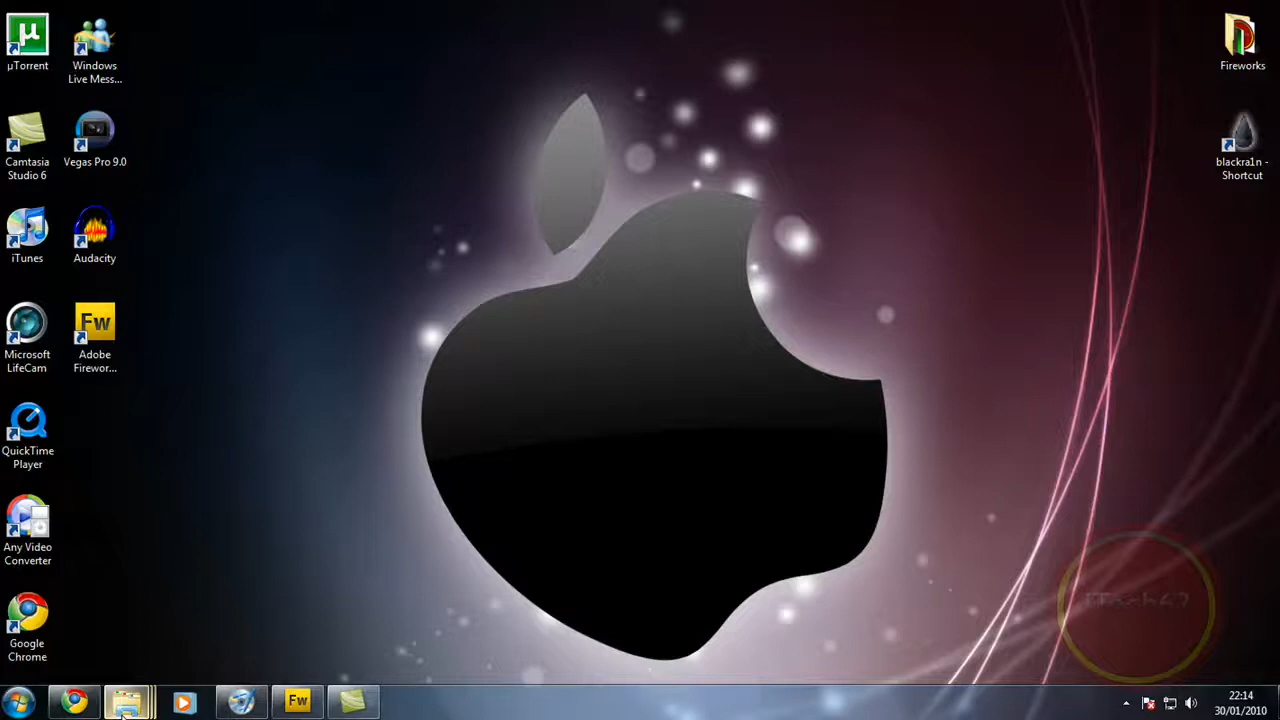 µTorrent
Windows
Live Mess...
Camtasia
Studio 6
Vegas Pro 9.0
iTunes
Audacity
Microsoft
LifeCam
Fw
Adobe
Firewor...
QuickTime
Player
Any Video
Converter
Google
Chrome
Fireworks
blackra1n -
Shortcut
Fw
22:14
30/01/2010